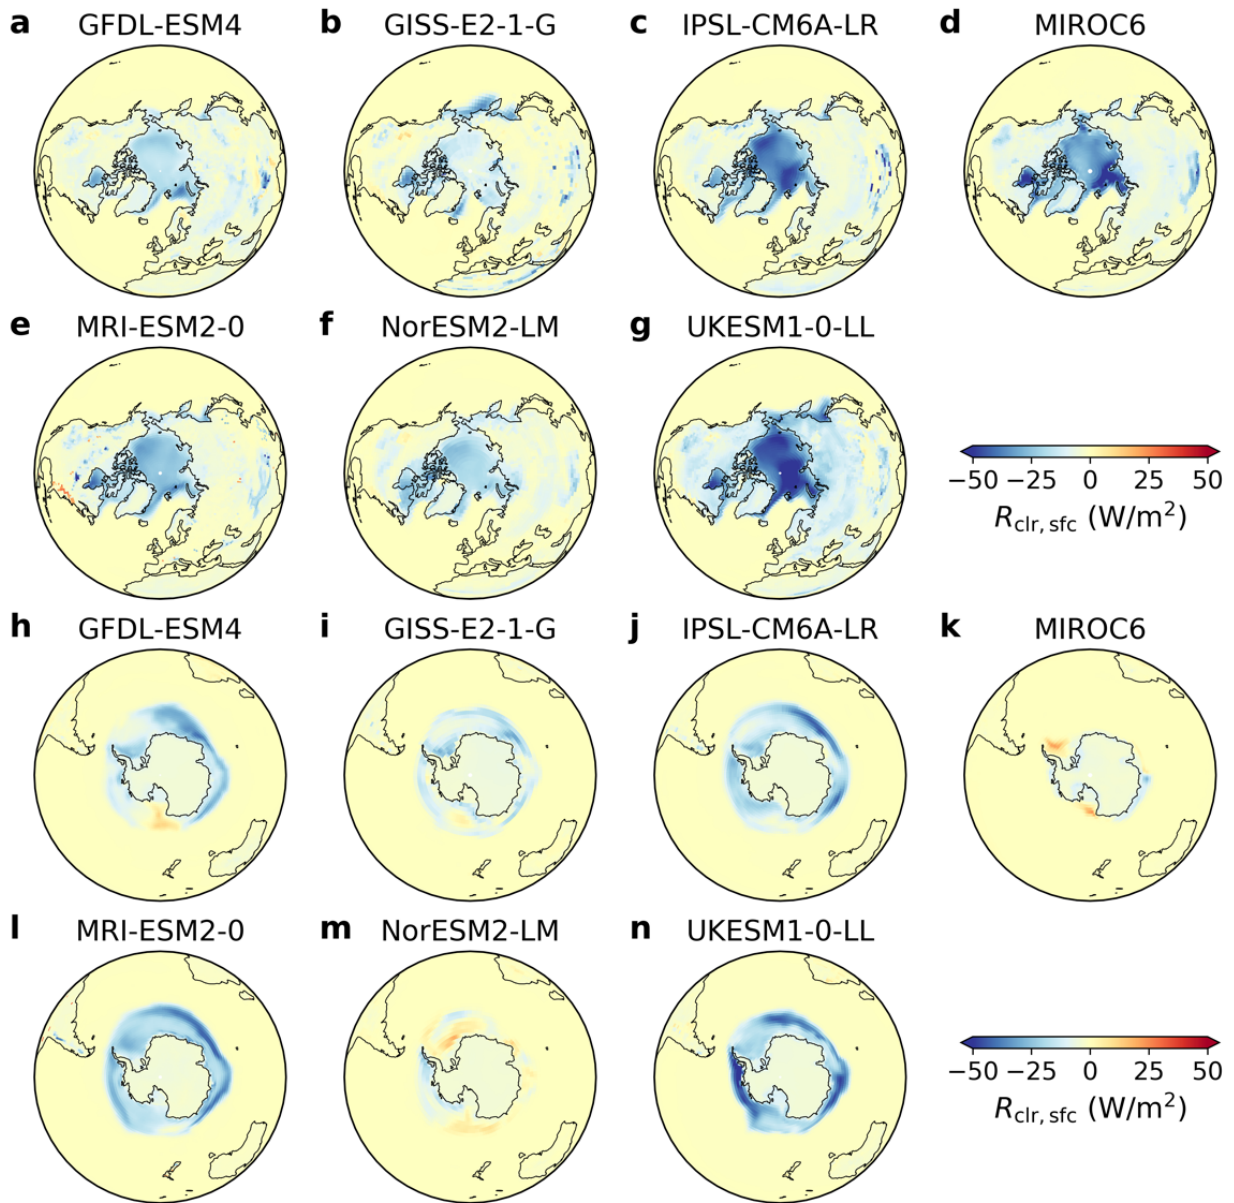 a GFDL-ESM4
b GISS-E2-1-G
c IPSL-CM6A-LR
d MIROC6
e MRI-ESM2-0
f NorESM2-LM
g UKESM1-0-LL
−50 −25 0 25 50
R_clr, sfc (W/m²)
h GFDL-ESM4
i GISS-E2-1-G
j IPSL-CM6A-LR
k MIROC6
l MRI-ESM2-0
m NorESM2-LM
n UKESM1-0-LL
−50 −25 0 25 50
R_clr, sfc (W/m²)